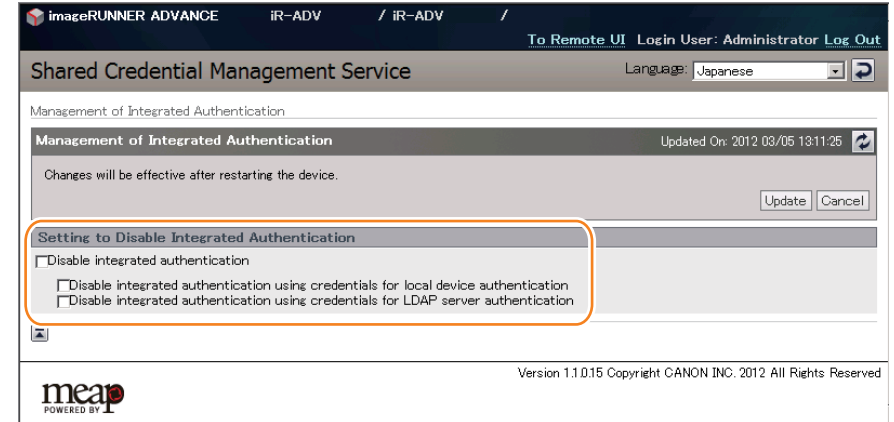 imageRUNNER ADVANCE iR-ADV / iR-ADV /
To Remote UI Login User: Administrator Log Out
Shared Credential Management Service Language: Japanese
Management of Integrated Authentication
Management of Integrated Authentication Updated On: 2012 03/05 13:11:25
Changes will be effective after restarting the device.
Update Cancel
Setting to Disable Integrated Authentication
Disable integrated authentication
Disable integrated authentication using credentials for local device authentication
Disable integrated authentication using credentials for LDAP server authentication
Version 1.1.0.15 Copyright CANON INC. 2012 All Rights Reserved
meap
POWERED BY